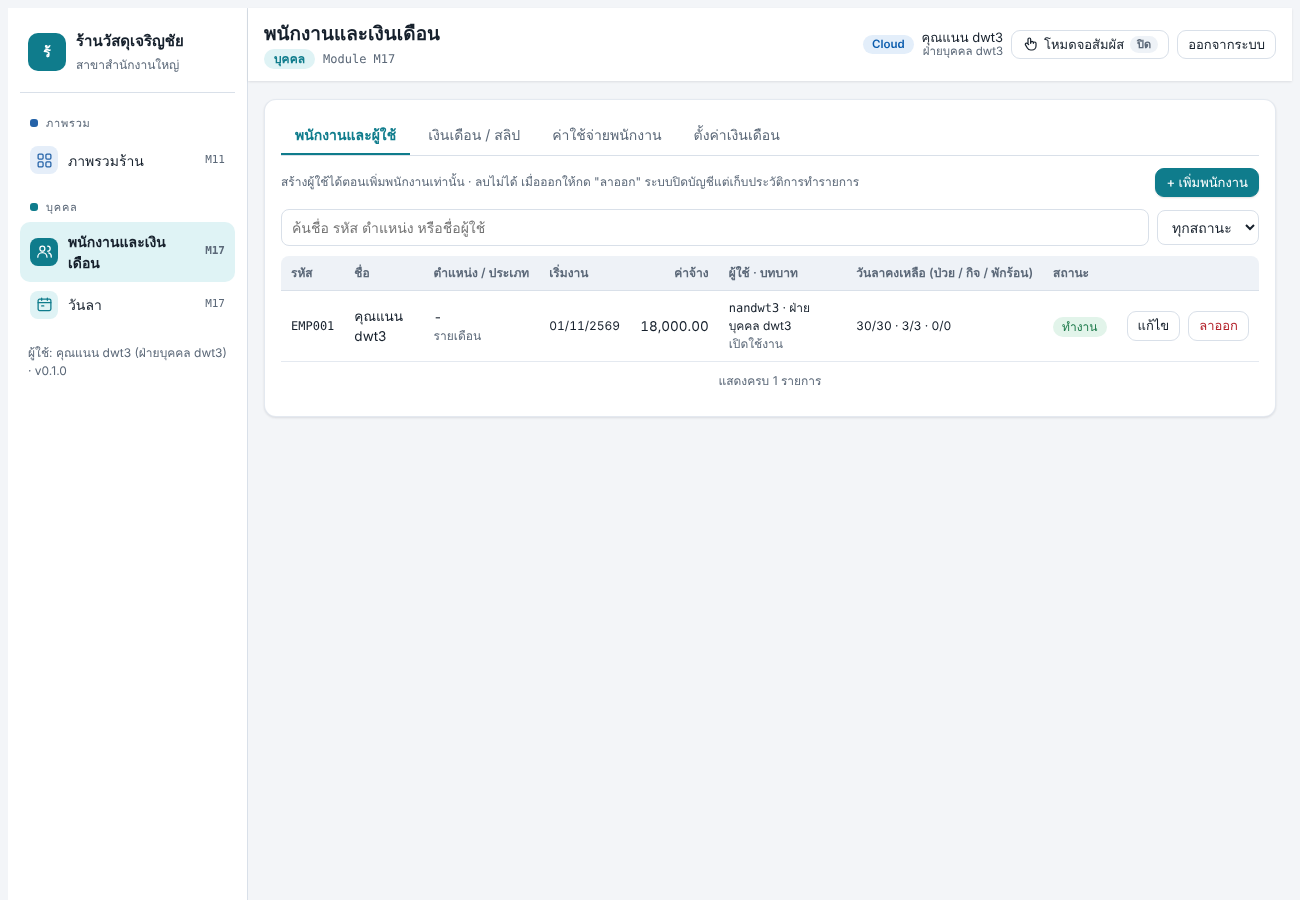 รั้
ร้านวัสดุเจริญชัย
สาขาสำนักงานใหญ่
ภาพรวม
ภาพรวมร้าน M11
บุคคล
พนักงานและเงิน
เดือน
M17
วันลา M17
ผู้ใช้: คุณแนน dwt3 (ฝ่ายบุคคล dwt3)
· v0.1.0
พนักงานและเงินเดือน
บุคคล Module M17
Cloud
คุณแนน dwt3
ฝ่ายบุคคล dwt3
โหมดจอสัมผัส ปิด
ออกจากระบบ
พนักงานและผู้ใช้ เงินเดือน / สลิป ค่าใช้จ่ายพนักงาน ตั้งค่าเงินเดือน
สร้างผู้ใช้ได้ตอนเพิ่มพนักงานเท่านั้น · ลบไม่ได้ เมื่อออกให้กด "ลาออก" ระบบปิดบัญชีแต่เก็บประวัติการทำรายการ
+ เพิ่มพนักงาน
ค้นชื่อ รหัส ตำแหน่ง หรือชื่อผู้ใช้
ทุกสถานะ
รหัส ชื่อ ตำแหน่ง / ประเภท เริ่มงาน ค่าจ้าง ผู้ใช้ · บทบาท วันลาคงเหลือ (ป่วย / กิจ / พักร้อน) สถานะ
EMP001
คุณแนน
dwt3
-
รายเดือน
01/11/2569
18,000.00
nandwt3 · ฝ่าย
บุคคล dwt3
เปิดใช้งาน
30/30 · 3/3 · 0/0
ทำงาน
แก้ไข
ลาออก
แสดงครบ 1 รายการ